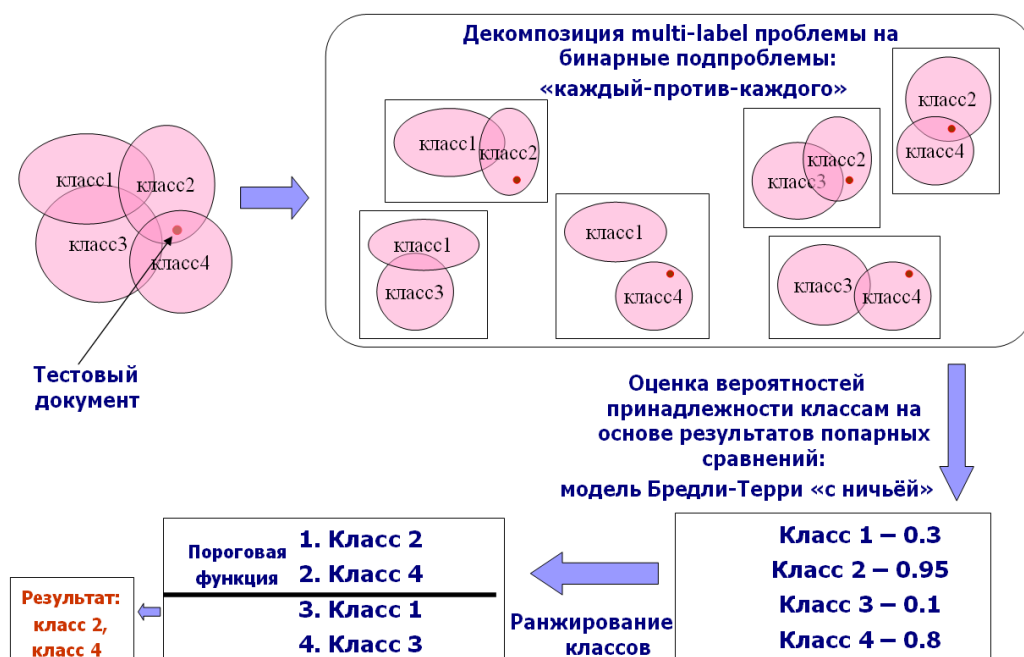 Декомпозиция multi-label проблемы на
бинарные подпроблемы:
«каждый-против-каждого»
класс1
класс2
класс3
класс4
класс1
класс2
класс1
класс3
класс1
класс4
класс2
класс3
класс2
класс4
класс3
класс4
Тестовый
документ
Оценка вероятностей
принадлежности классам на
основе результатов попарных
сравнений:
модель Бредли-Терри «с ничьёй»
Класс 1 – 0.3
Класс 2 – 0.95
Класс 3 – 0.1
Класс 4 – 0.8
Ранжирование
классов
Пороговая
функция
1. Класс 2
2. Класс 4
3. Класс 1
4. Класс 3
Результат:
класс 2,
класс 4